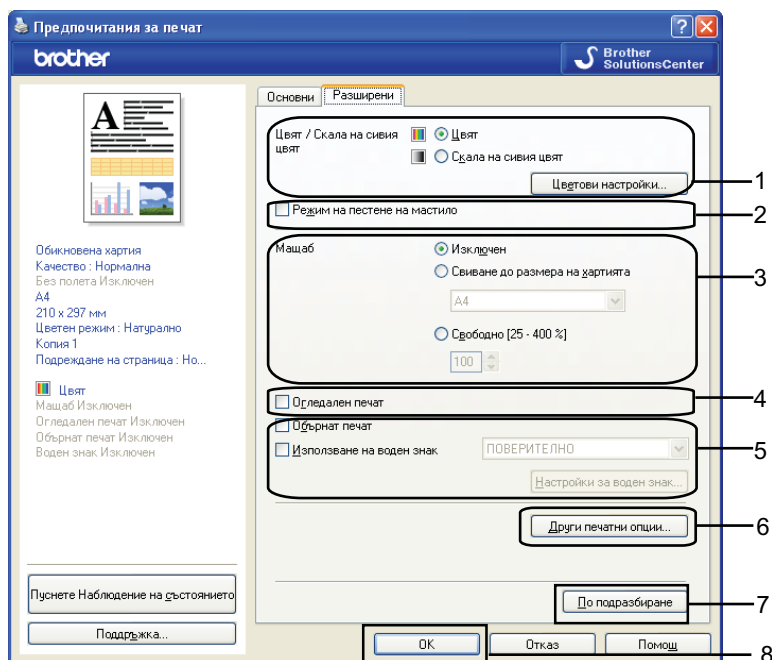 Предпочитания за печат
brother
Brother
SolutionsCenter
A
Обикновена хартия
Качество : Нормална
Без полета Изключен
A4
210 x 297 мм
Цветен режим : Натурално
Копия 1
Подреждане на страница : Но...
Цвят
Мащаб Изключен
Огледален печат Изключен
Обърнат печат Изключен
Воден знак Изключен
Пуснете Наблюдение на състоянието
Поддръжка...
Основни Разширени
Цвят / Скала на сивия
цвят
Цвят
Скала на сивия цвят
Цветови настройки...
1
Режим на пестене на мастило
2
Мащаб
Изключен
Свиване до размера на хартията
A4
Свободно [25 - 400 %]
100
3
Огледален печат
4
Обърнат печат
Използване на воден знак ПОВЕРИТЕЛНО
Настройки за воден знак...
5
Други печатни опции...
6
По подразбиране
7
OK Отказ Помощ
8